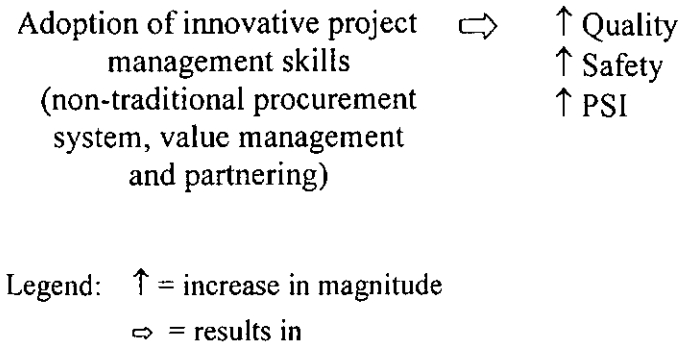 Adoption of innovative project ⇨ ↑ Quality
management skills ↑ Safety
(non-traditional procurement ↑ PSI
system, value management
and partnering)
Legend: ↑ = increase in magnitude
⇨ = results in